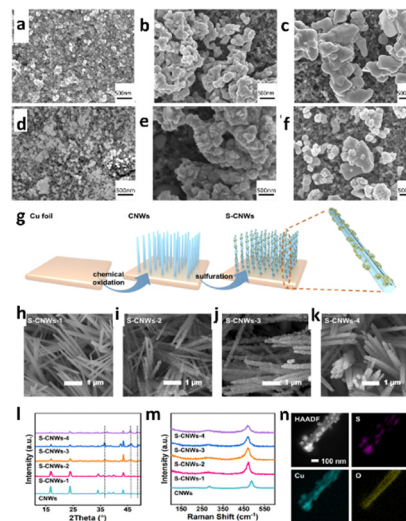 a
b
c
500nm
500nm
500nm
d
e
f
500nm
500nm
500nm
g
Cu foil
CNWs
S-CNWs
chemical
oxidation
sulfuration
h
S-CNWs-1
i
S-CNWs-2
j
S-CNWs-3
k
S-CNWs-4
1 μm
1 μm
1 μm
1 μm
l
S-CNWs-4
S-CNWs-3
S-CNWs-2
S-CNWs-1
CNWs
Intensity (a.u.)
15 25 35 45
2Theta (°)
m
S-CNWs-4
S-CNWs-3
S-CNWs-2
S-CNWs-1
CNWs
Intensity (a.u.)
150 300 450 600
Raman Shift (cm⁻¹)
n
HAADF
S
100 nm
Cu
O